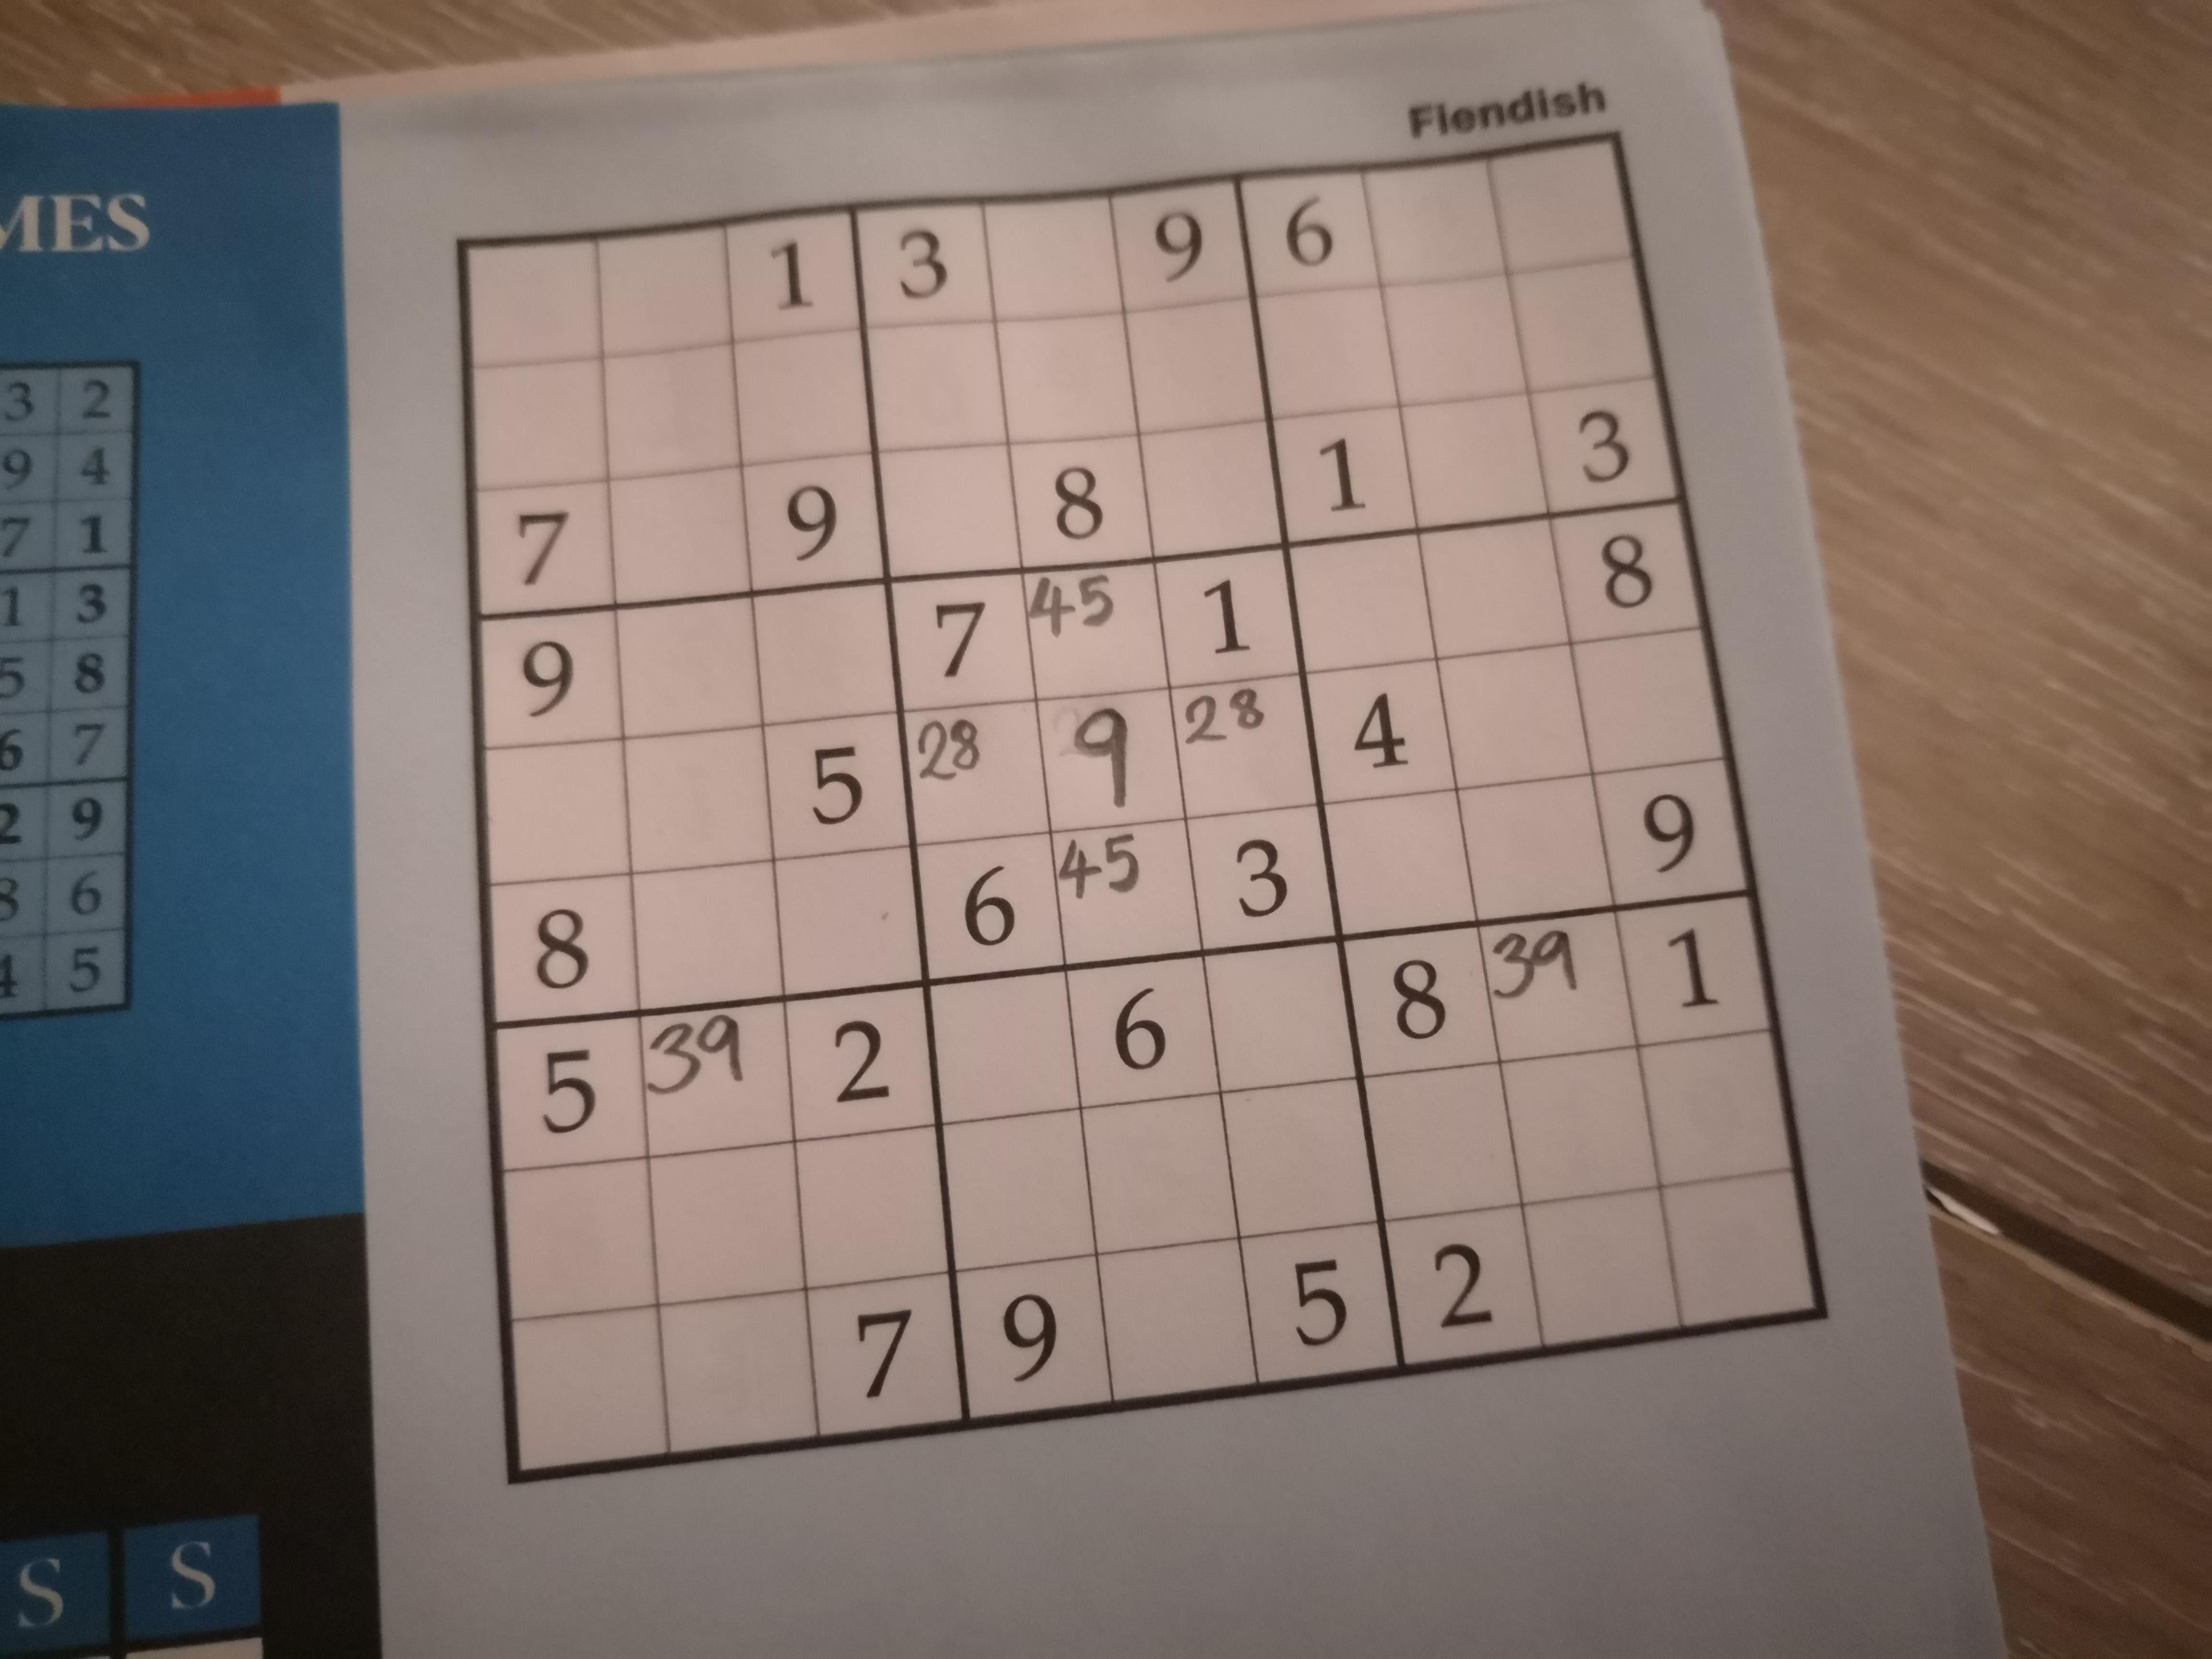 Fiendish
MES
1 3 9 6
7 9 8 1 3
9 7 45 1 8
5 28 9 28 4
8 6 45 3 9
5 39 2 6 8 39 1
7 9 5 2
3 2
9 4
7 1
1 3
5 8
6 7
2 9
8 6
4 5
S S